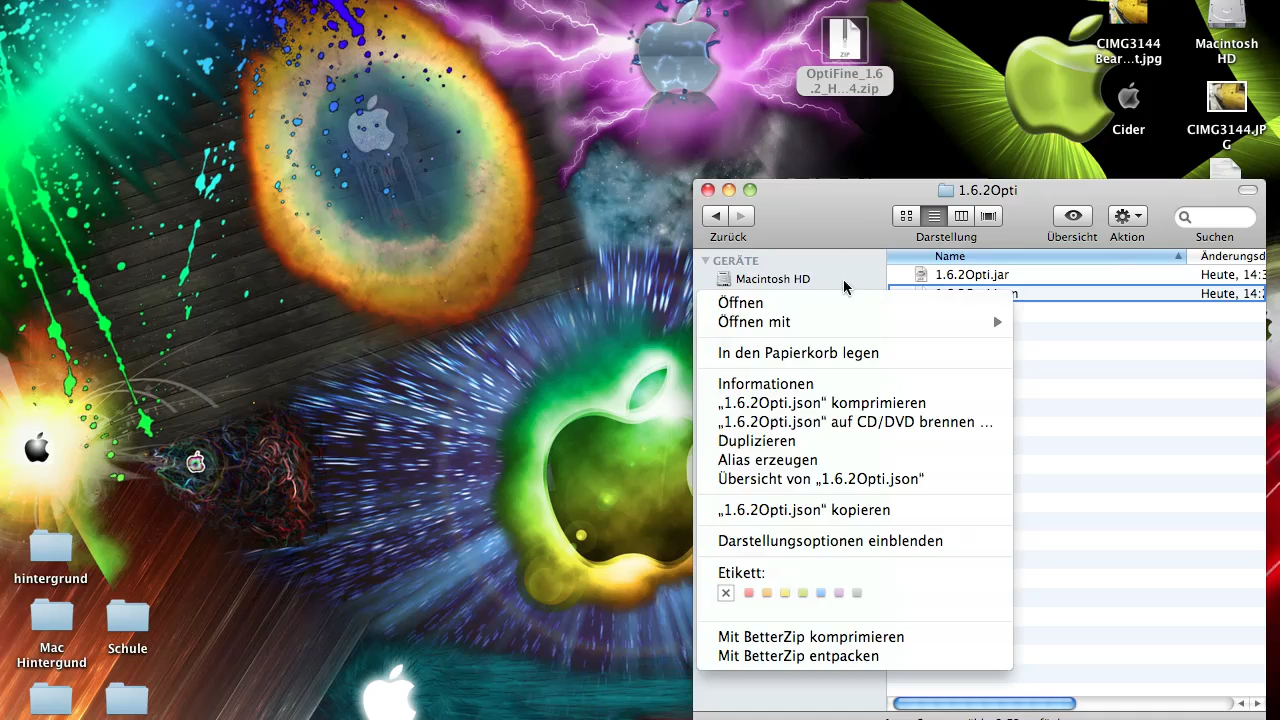 OptiFine_1.6
.2_H...4.zip
CIMG3144
Bear...t.jpg
Macintosh
HD
Cider
CIMG3144.JP
G
1.6.2Opti
Zurück
Darstellung
Übersicht
Aktion
Suchen
GERÄTE
Macintosh HD
Name
Änderungsd
1.6.2Opti.jar
Heute, 14:3
Heute, 14:
Öffnen
Öffnen mit
In den Papierkorb legen
Informationen
„1.6.2Opti.json“ komprimieren
„1.6.2Opti.json“ auf CD/DVD brennen ...
Duplizieren
Alias erzeugen
Übersicht von „1.6.2Opti.json“
„1.6.2Opti.json“ kopieren
Darstellungsoptionen einblenden
Etikett:
Mit BetterZip komprimieren
Mit BetterZip entpacken
hintergrund
Mac
Hintergund
Schule